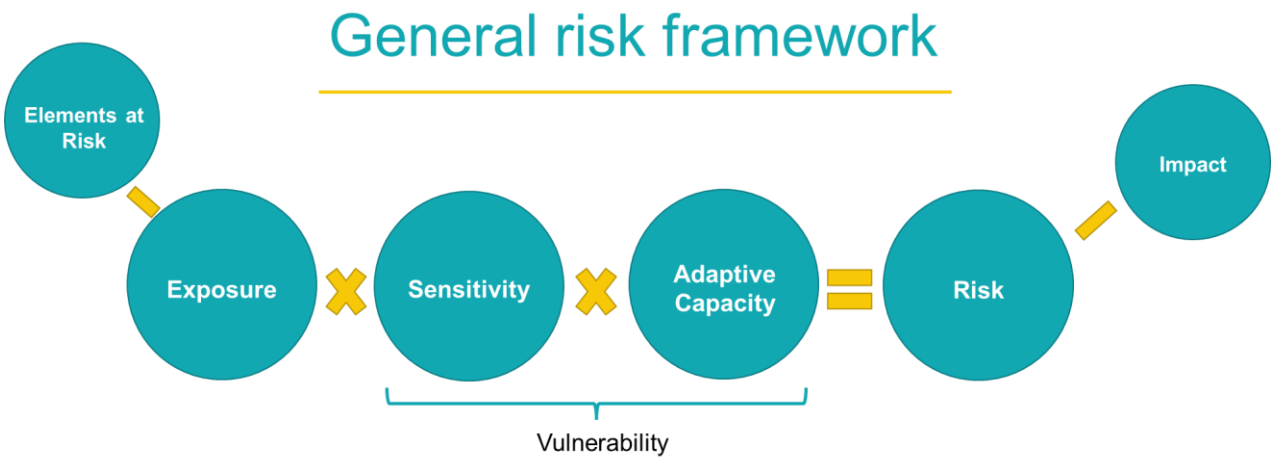 General risk framework
Elements at
Risk
Impact
Exposure
Sensitivity
Adaptive
Capacity
Risk
Vulnerability